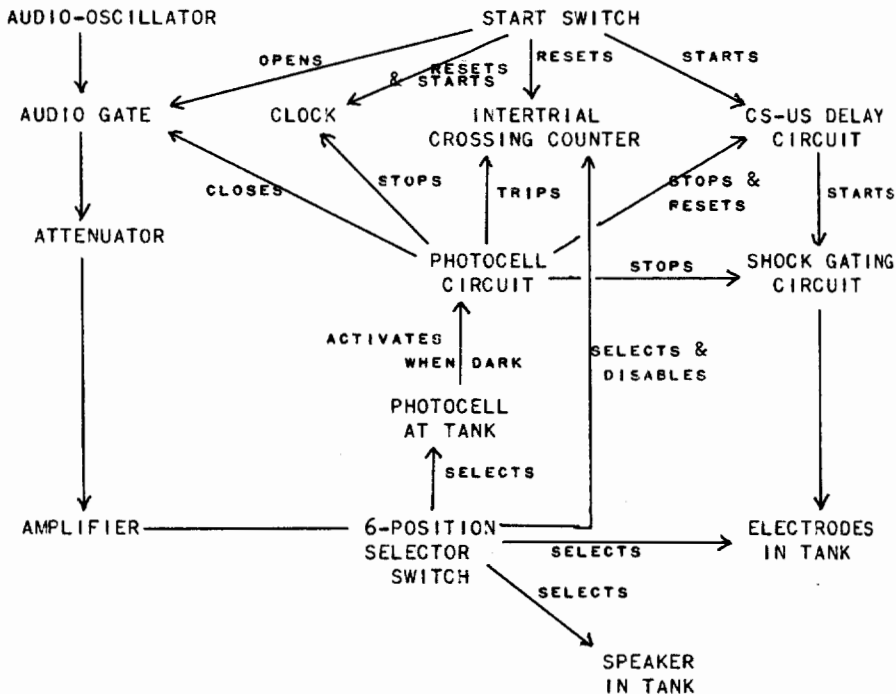 AUDIO-OSCILLATOR
START SWITCH
OPENS
RESETS
& STARTS
RESETS
STARTS
AUDIO GATE
CLOCK
INTERTRIAL
CROSSING COUNTER
CS-US DELAY
CIRCUIT
CLOSES
STOPS
TRIPS
STOPS &
RESETS
STARTS
ATTENUATOR
PHOTOCELL
CIRCUIT
STOPS
SHOCK GATING
CIRCUIT
ACTIVATES
WHEN DARK
SELECTS &
DISABLES
PHOTOCELL
AT TANK
SELECTS
AMPLIFIER
6-POSITION
SELECTOR
SWITCH
SELECTS
ELECTRODES
IN TANK
SELECTS
SPEAKER
IN TANK